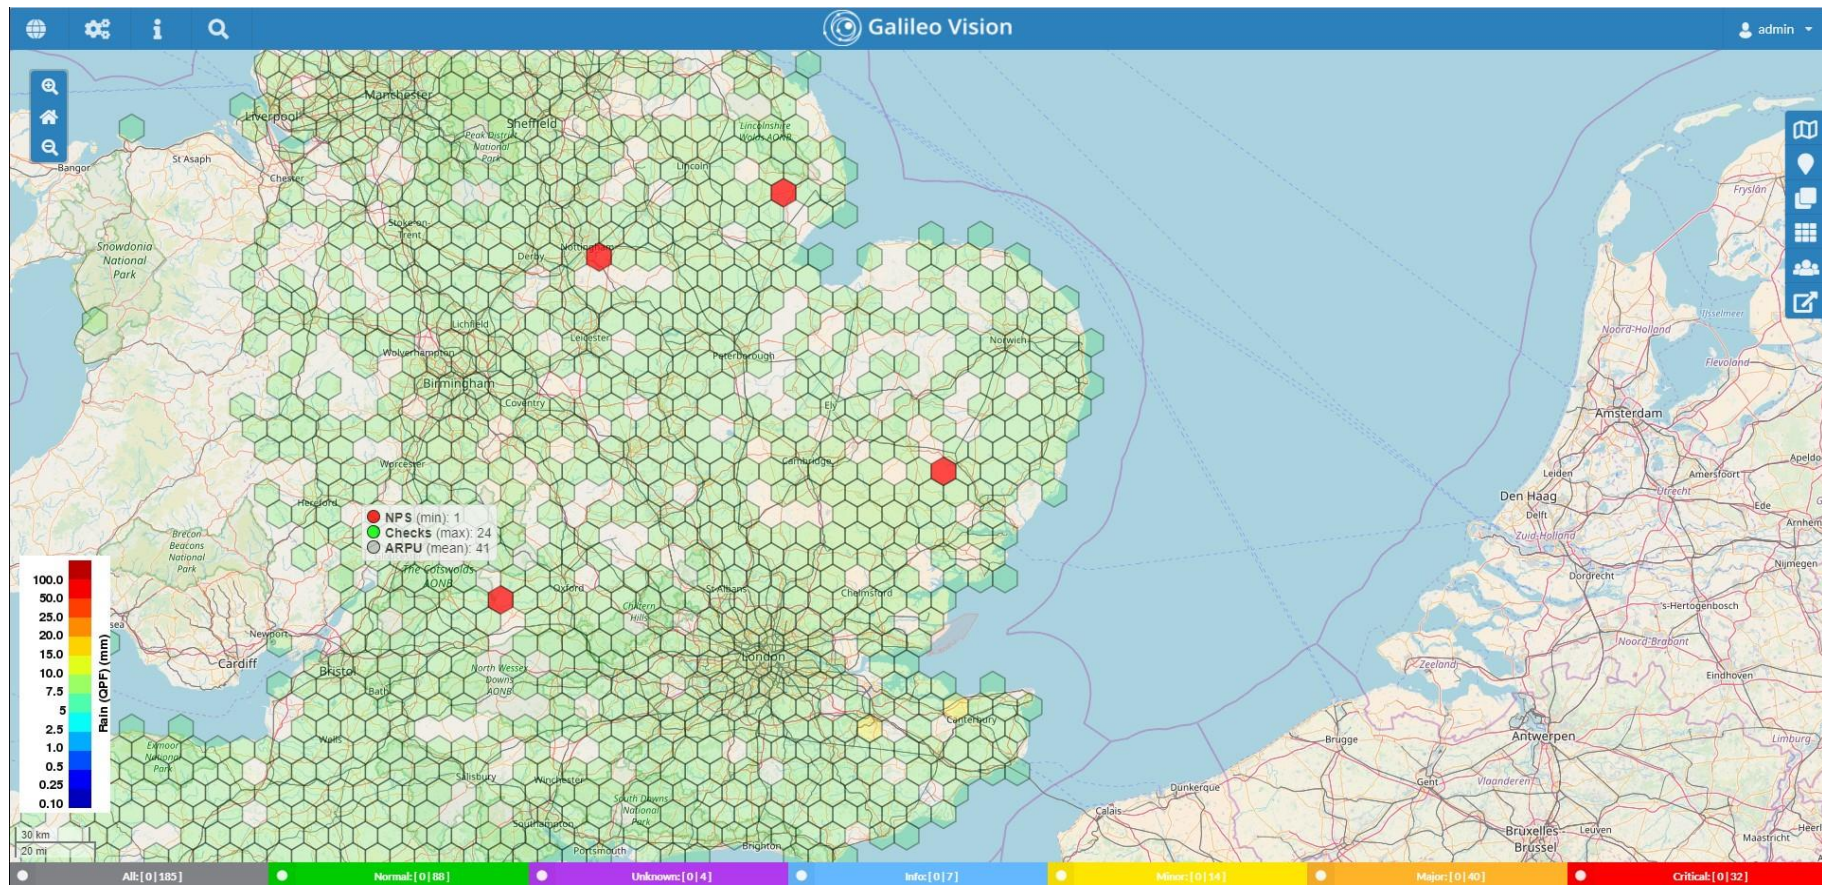 Galileo Vision
admin
Manchester
Liverpool
Sheffield
Peak District
National
Park
Lincolnshire
Wolds AONB
Bangor
St Asaph
Chester
Lincoln
Fryslân
Stoke-on-
Trent
Nottingham
Derby
Snowdonia
National
Park
IJsselmeer
Noord-Holland
Flevoland
Lichfield
Leicester
Norwich
Wolverhampton
Peterborough
Birmingham
Coventry
Ely
Amsterdam
Worcester
Cambridge
Apeldo
Leiden
Amersfoort
Utrecht
Den Haag
Ede
Delft
Arnhem
Hereford
NPS (min): 1
Checks (max): 24
ARPU (mean): 41
Brecon
Beacons
National
Park
Zuid-Holland
Nijmegen
The Cotswolds
AONB
Oxford
St Albans
Chelmsford
Dordrecht
Chiltern
Hills
's-Hertogenbosch
sea
Newport
Noord-Brabant
Cardiff
Bristol
London
Zeeland
North Wessex
Downs
AONB
Bath
Eindhoven
Canterbury
Wells
Brugge
Antwerpen
Limburg
Exmoor
National
Park
Salisbury
Winchester
Gent
Vlaanderen
Dunkerque
South Downs
National
Park
Calais
Southampton
Bruxelles
- Brussel
Leuven
Heerl
Maastricht
Portsmouth
Brighton
Rain (QPF) (mm)
100.0
50.0
25.0
20.0
15.0
10.0
7.5
5
2.5
1.0
0.5
0.25
0.10
30 km
20 mi
All: [ 0 | 185 ]
Normal: [ 0 | 88 ]
Unknown: [ 0 | 4 ]
Info: [ 0 | 7 ]
Minor: [ 0 | 14 ]
Major: [ 0 | 40 ]
Critical: [ 0 | 32 ]